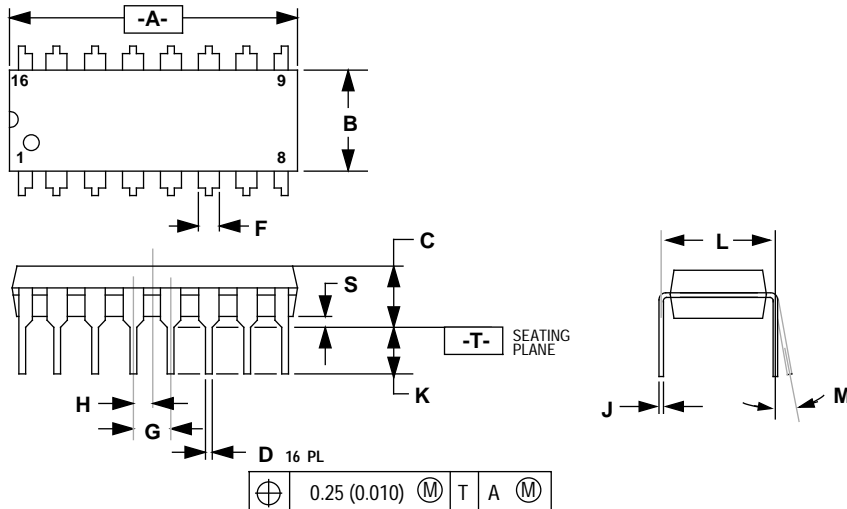 -A-
16 9
B
1 8
F
C
L
S
-T- SEATING
PLANE
K
H
G
J
M
D 16 PL
⌖ 0.25 (0.010) Ⓜ T A Ⓜ